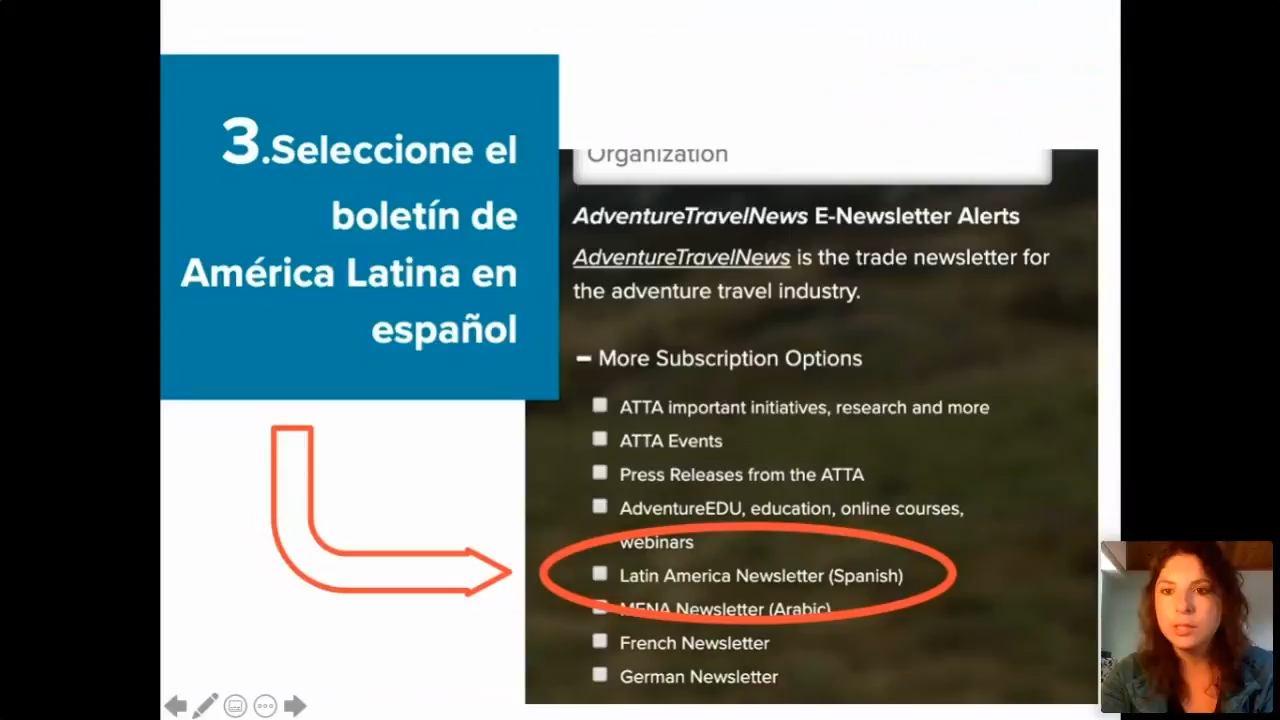 3.Seleccione el
boletín de
América Latina en
español
Organization
AdventureTravelNews E-Newsletter Alerts
AdventureTravelNews is the trade newsletter for
the adventure travel industry.
More Subscription Options
ATTA important initiatives, research and more
ATTA Events
Press Releases from the ATTA
AdventureEDU, education, online courses,
webinars
Latin America Newsletter (Spanish)
MENA Newsletter (Arabic)
French Newsletter
German Newsletter